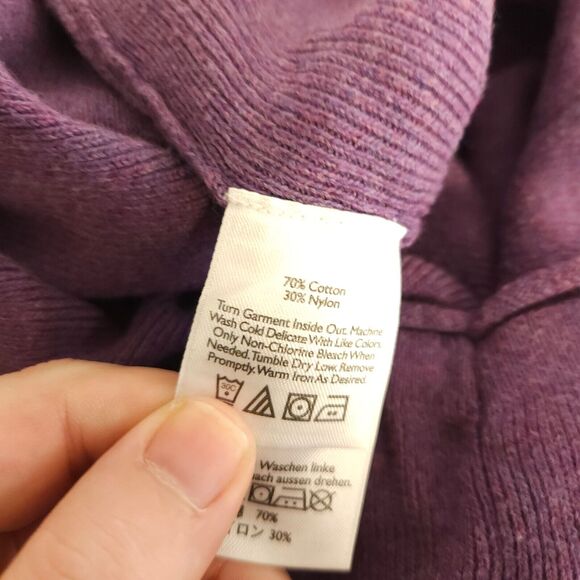 70% Cotton
30% Nylon
Turn Garment Inside Out. Machine
Wash Cold Delicate With Like Colors.
Only Non-Chlorine Bleach When
Needed. Tumble Dry Low. Remove
Promptly. Warm Iron As Desired.
30C
Waschen linke
nach aussen drehen.
70%
ロン 30%